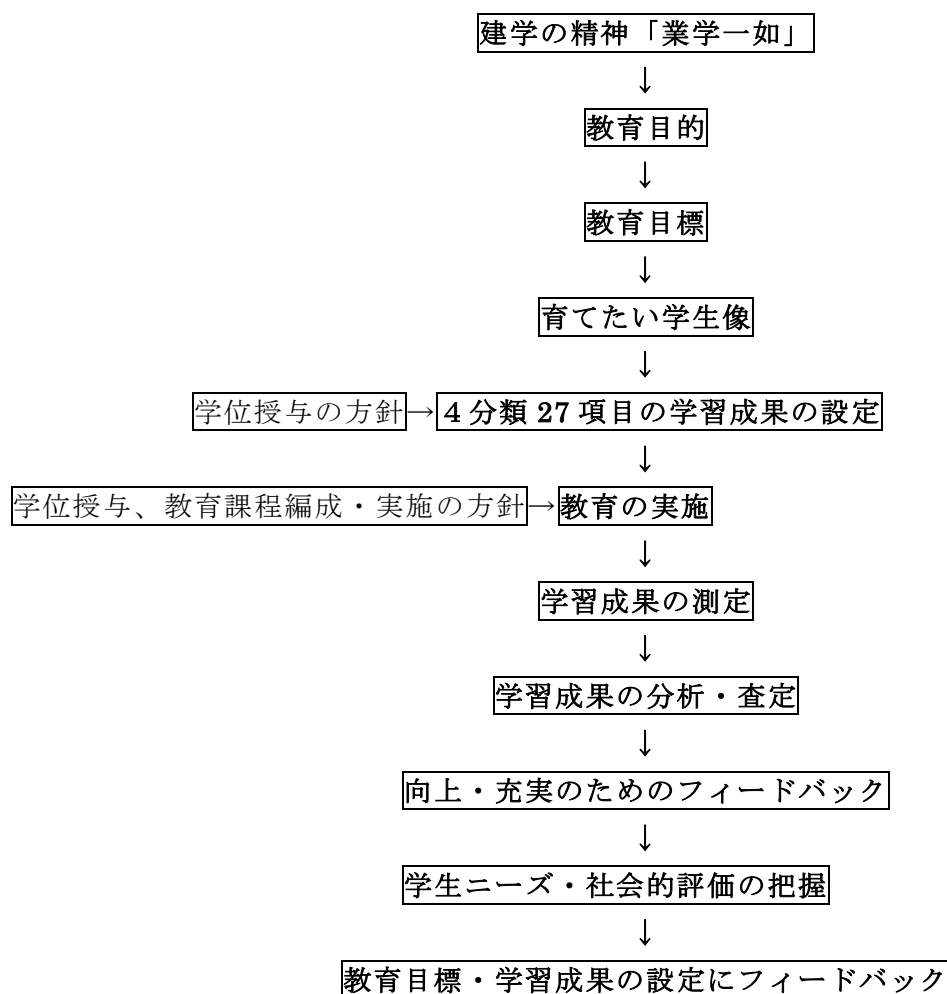 建学の精神「業学一如」
↓
教育目的
↓
教育目標
↓
育てたい学生像
↓
学位授与の方針→4分類27項目の学習成果の設定
↓
学位授与、教育課程編成・実施の方針→教育の実施
↓
学習成果の測定
↓
学習成果の分析・査定
↓
向上・充実のためのフィードバック
↓
学生ニーズ・社会的評価の把握
↓
教育目標・学習成果の設定にフィードバック